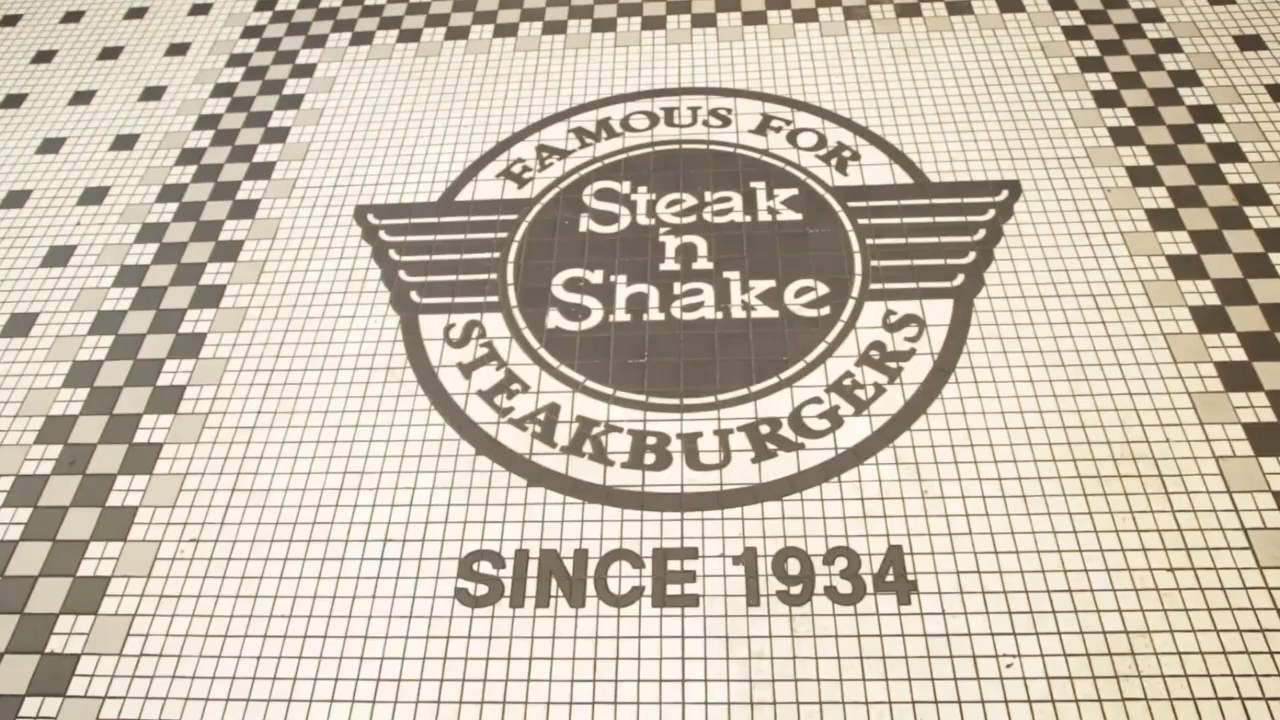 FAMOUS FOR
Steak
'n
Shake
STEAKBURGERS
SINCE 1934